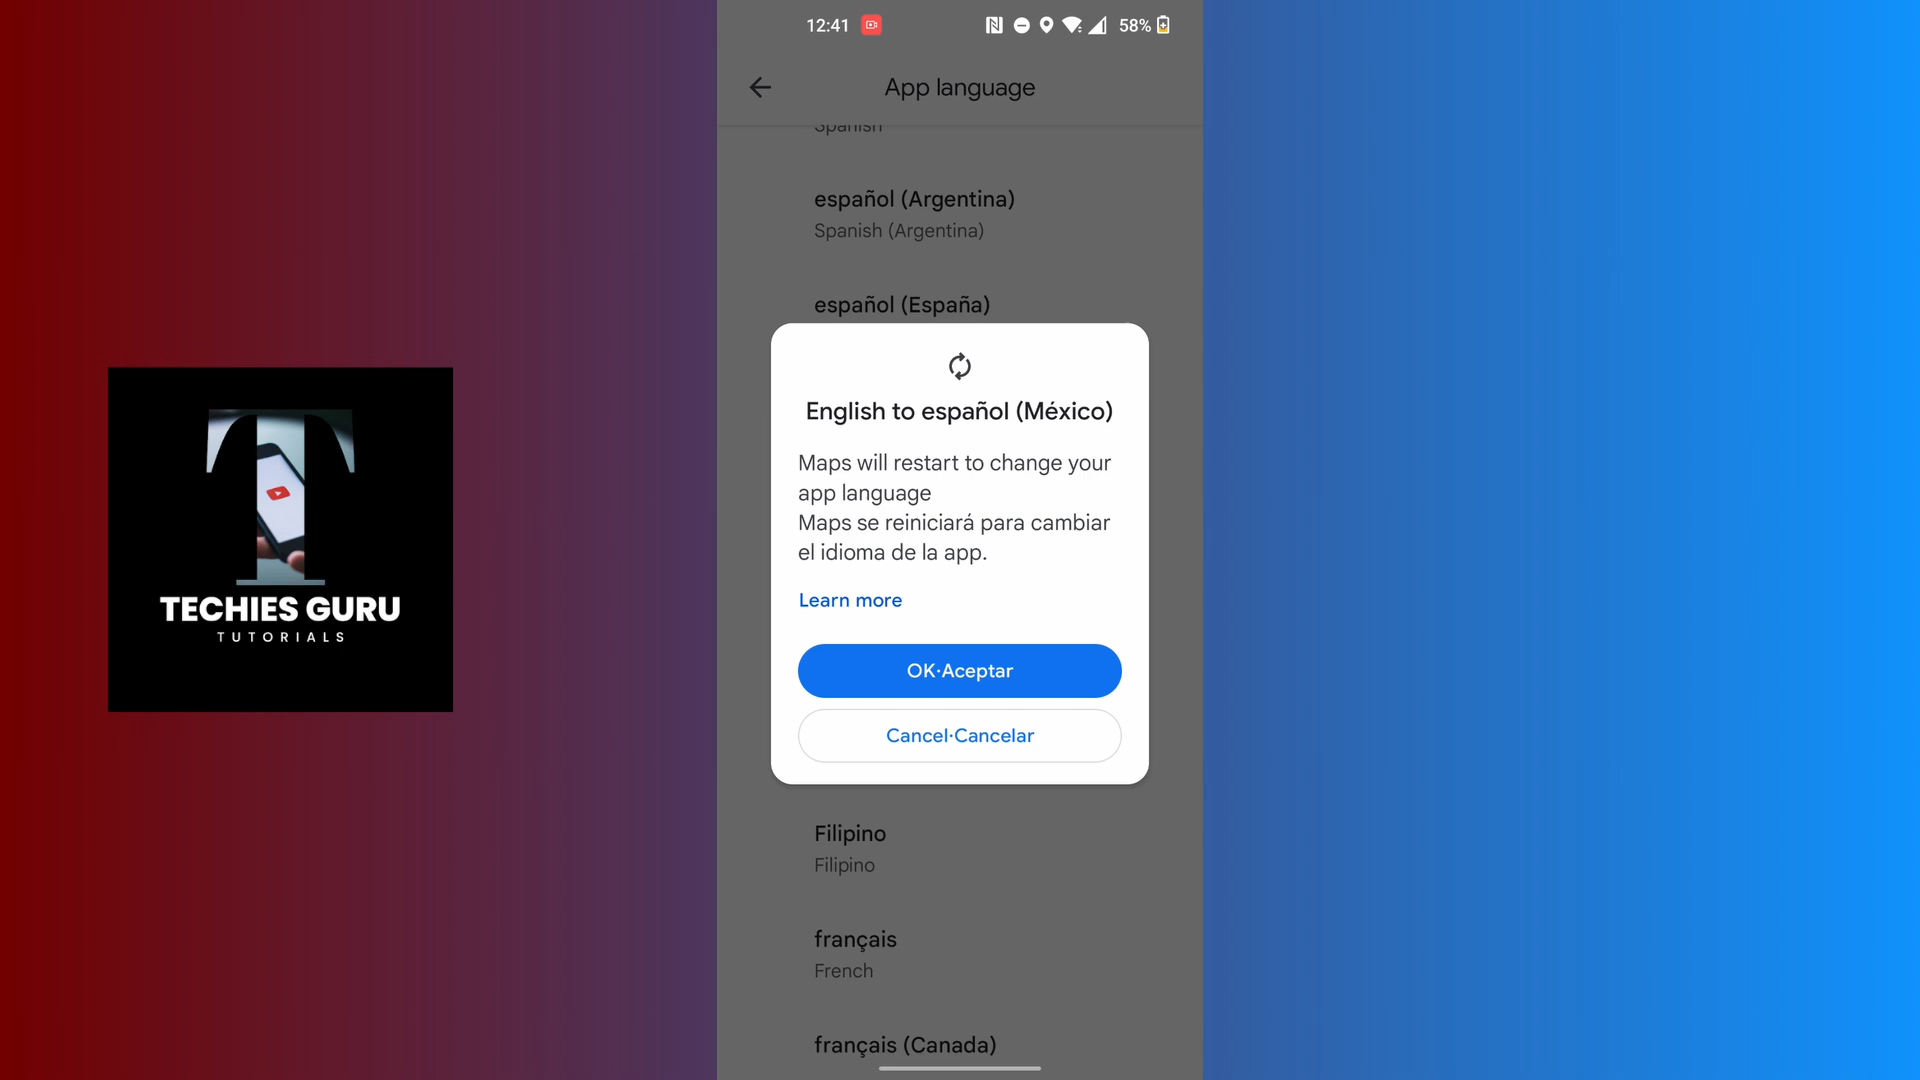 12:41
58%
App language
Spanish
español (Argentina)
Spanish (Argentina)
español (España)
English to español (México)
Maps will restart to change your
app language
Maps se reiniciará para cambiar
el idioma de la app.
Learn more
OK·Aceptar
Cancel·Cancelar
Filipino
Filipino
français
French
français (Canada)
T
TECHIES GURU
TUTORIALS